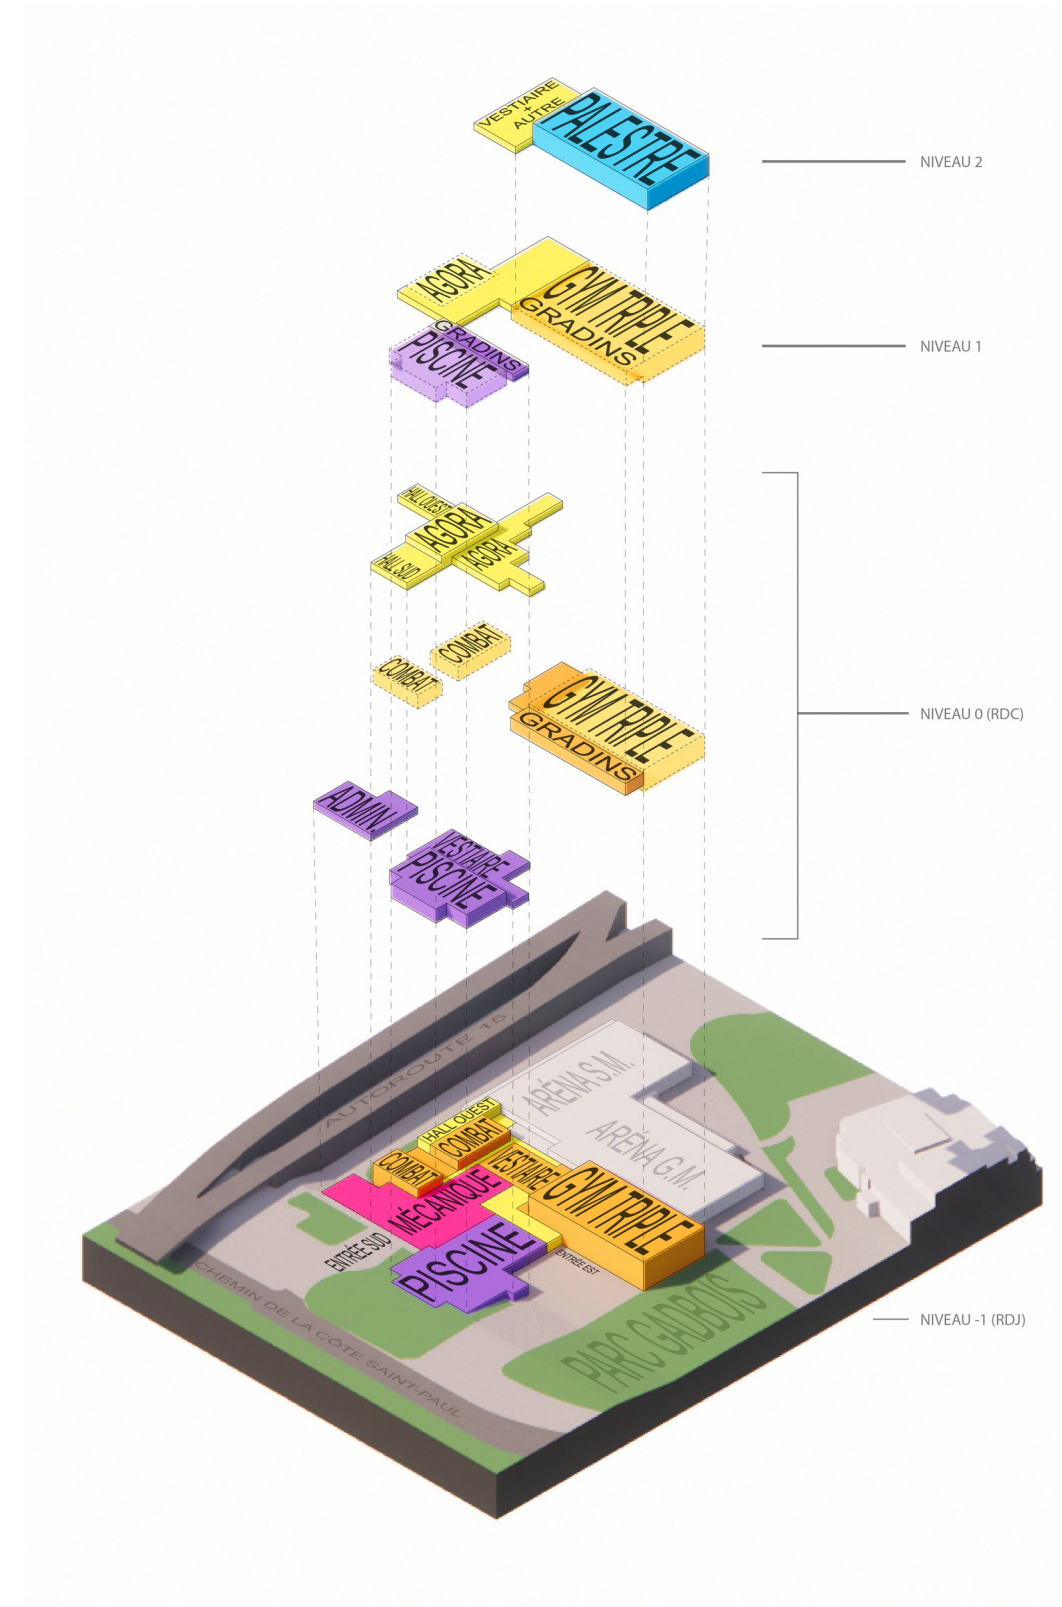 VESTIAIRE
+
AUTRE
PALESTRE
NIVEAU 2
AGORA
GYM TRIPLE
GRADINS
GRADINS
PISCINE
NIVEAU 1
HALL OUEST
AGORA
AGORA
HALL SUD
COMBAT
COMBAT
GYM TRIPLE
GRADINS
NIVEAU 0 (RDC)
ADMIN
VESTAIRE
PISCINE
AUTOROUTE 15
ARÉNA S.M.
ARÉNA G.M.
HALL OUEST
COMBAT
COMBAT
VESTIAIRE
GYM TRIPLE
MÉCANIQUE
PISCINE
ENTRÉE SUD
ENTRÉE EST
CHEMIN DE LA CÔTE SAINT-PAUL
PARC GADBOIS
NIVEAU -1 (RDJ)